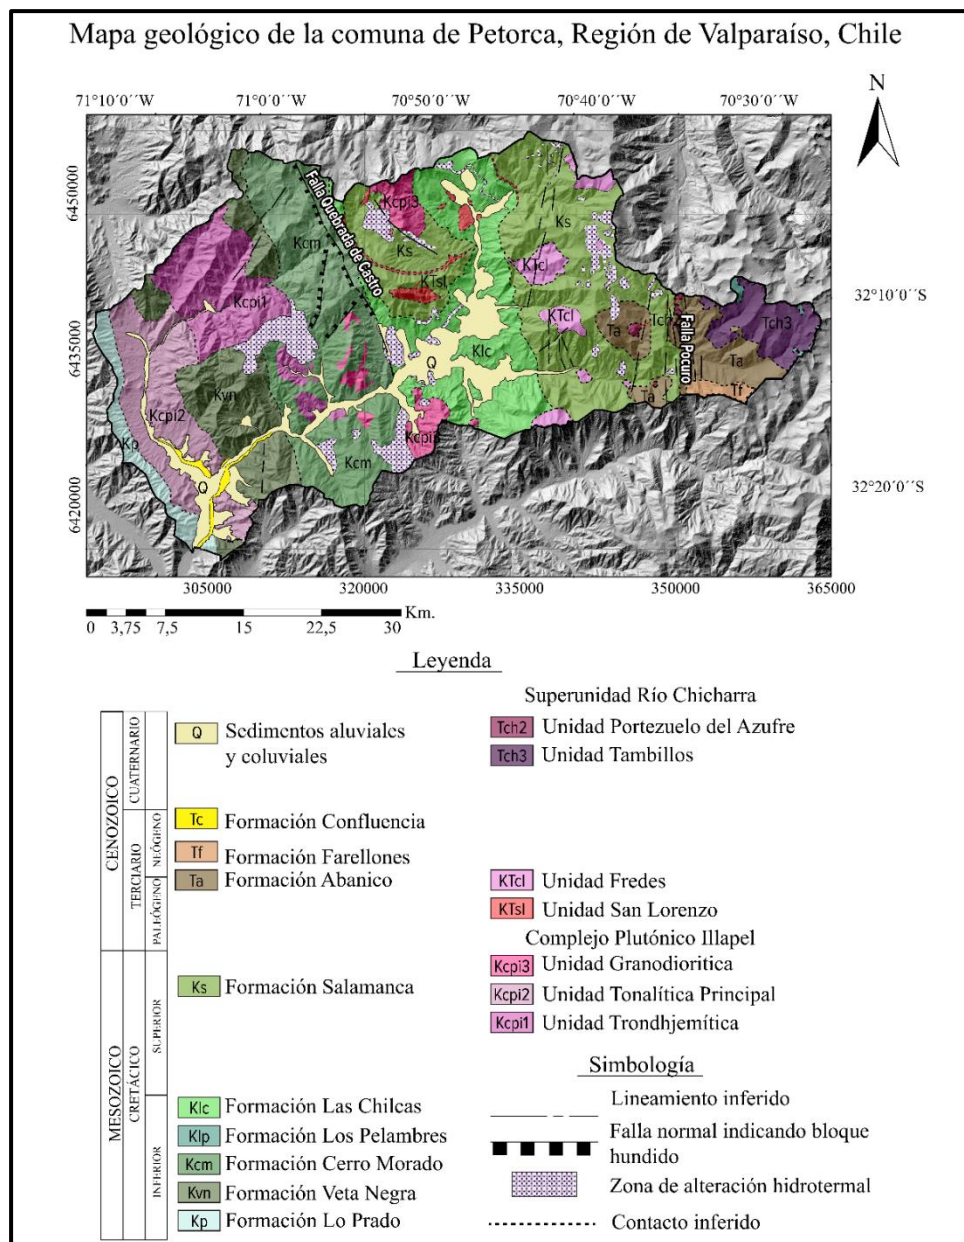 Mapa geológico de la comuna de Petorca, Región de Valparaíso, Chile
71°10´0´´W 71°0´0´´W 70°50´0´´W 70°40´0´´W 70°30´0´´W
N
6450000
6435000
6420000
32°10´0´´S
32°20´0´´S
Falla Quebrada de Castro
Falla Pocuro
Kcpi3
Kcm
Ks
Ks
KTsl
KTcl
Kcpi1
KTcl
Ta
Tch
Tch3
Ta
Q
Klc
Ta
Tf
Kcpi2
Kvn
Kp
Kcm
Q
305000 320000 335000 350000 365000
Km.
0 3,75 7,5 15 22,5 30
Leyenda
Superunidad Río Chicharra
CENOZOICO
CUATERNARIO
TERCIARIO
NEÓGENO
PALEÓGENO
MESOZOICO
CRETÁCICO
SUPERIOR
INFERIOR
Q Sedimentos aluviales
y coluviales
Tc Formación Confluencia
Tf Formación Farellones
Ta Formación Abanico
Ks Formación Salamanca
Klc Formación Las Chilcas
Klp Formación Los Pelambres
Kcm Formación Cerro Morado
Kvn Formación Veta Negra
Kp Formación Lo Prado
Tch2 Unidad Portezuelo del Azufre
Tch3 Unidad Tambillos
KTcl Unidad Fredes
KTsl Unidad San Lorenzo
Complejo Plutónico Illapel
Kcpi3 Unidad Granodioritica
Kcpi2 Unidad Tonalítica Principal
Kcpi1 Unidad Trondhjemítica
Simbología
Lineamiento inferido
Falla normal indicando bloque
hundido
Zona de alteración hidrotermal
Contacto inferido